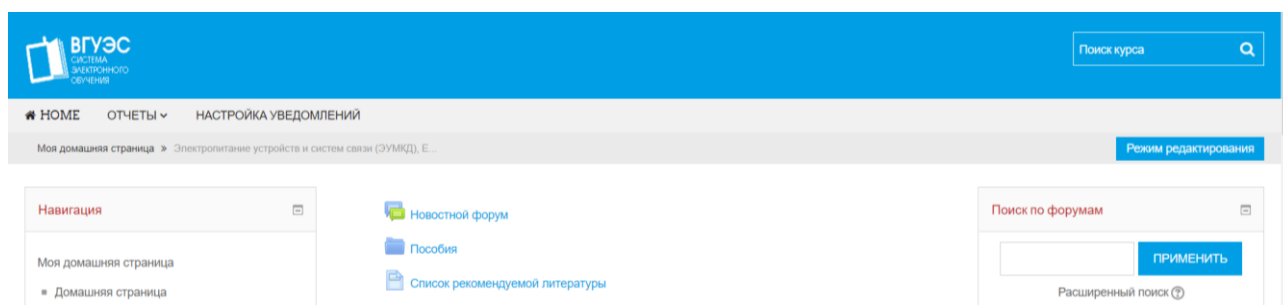 ВГУЭС
СИСТЕМА
ЭЛЕКТРОННОГО
ОБУЧЕНИЯ
Поиск курса
HOME ОТЧЕТЫ НАСТРОЙКА УВЕДОМЛЕНИЙ
Моя домашняя страница » Электропитание устройств и систем связи (ЭУМКД), Е...
Режим редактирования
Навигация
Моя домашняя страница
Домашняя страница
Новостной форум
Пособия
Список рекомендуемой литературы
Поиск по форумам
ПРИМЕНИТЬ
Расширенный поиск